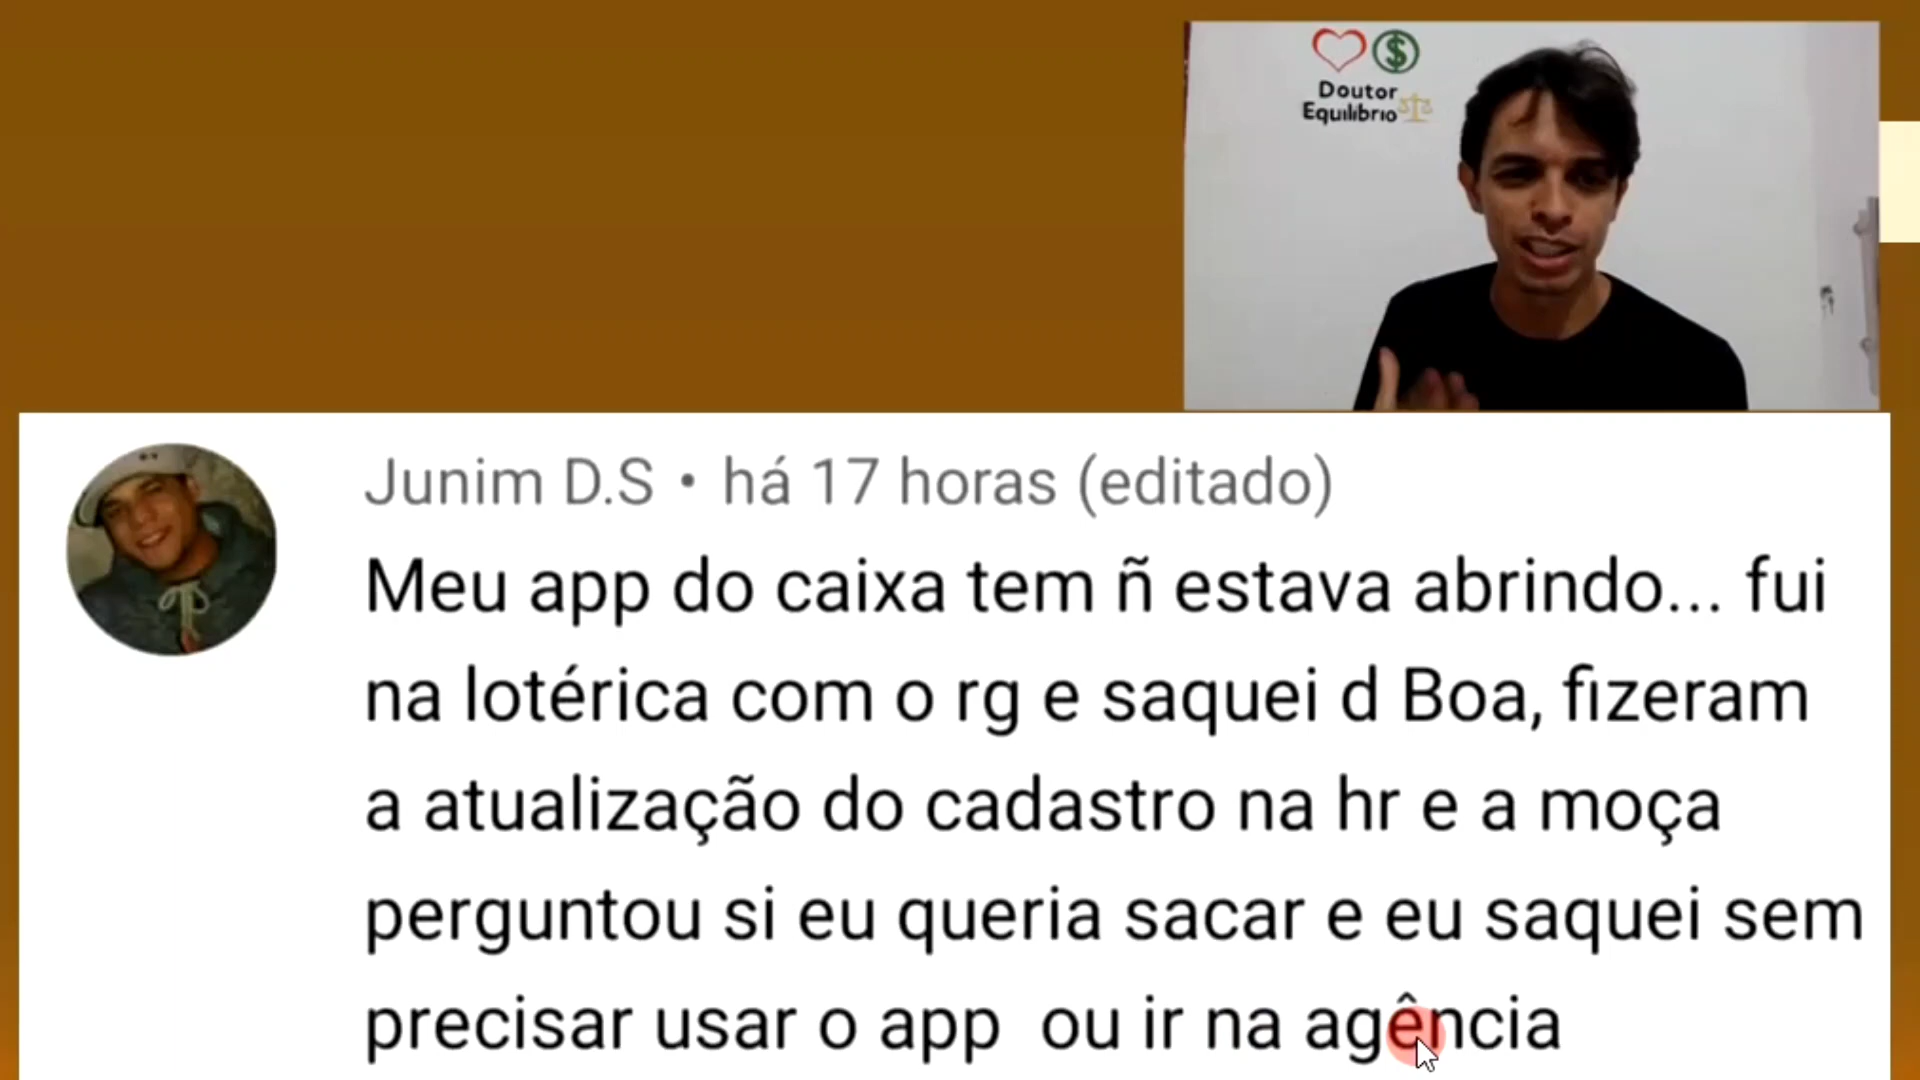 Doutor
Equilíbrio
Junim D.S • há 17 horas (editado)
Meu app do caixa tem ñ estava abrindo... fui
na lotérica com o rg e saquei d Boa, fizeram
a atualização do cadastro na hr e a moça
perguntou si eu queria sacar e eu saquei sem
precisar usar o app ou ir na agência